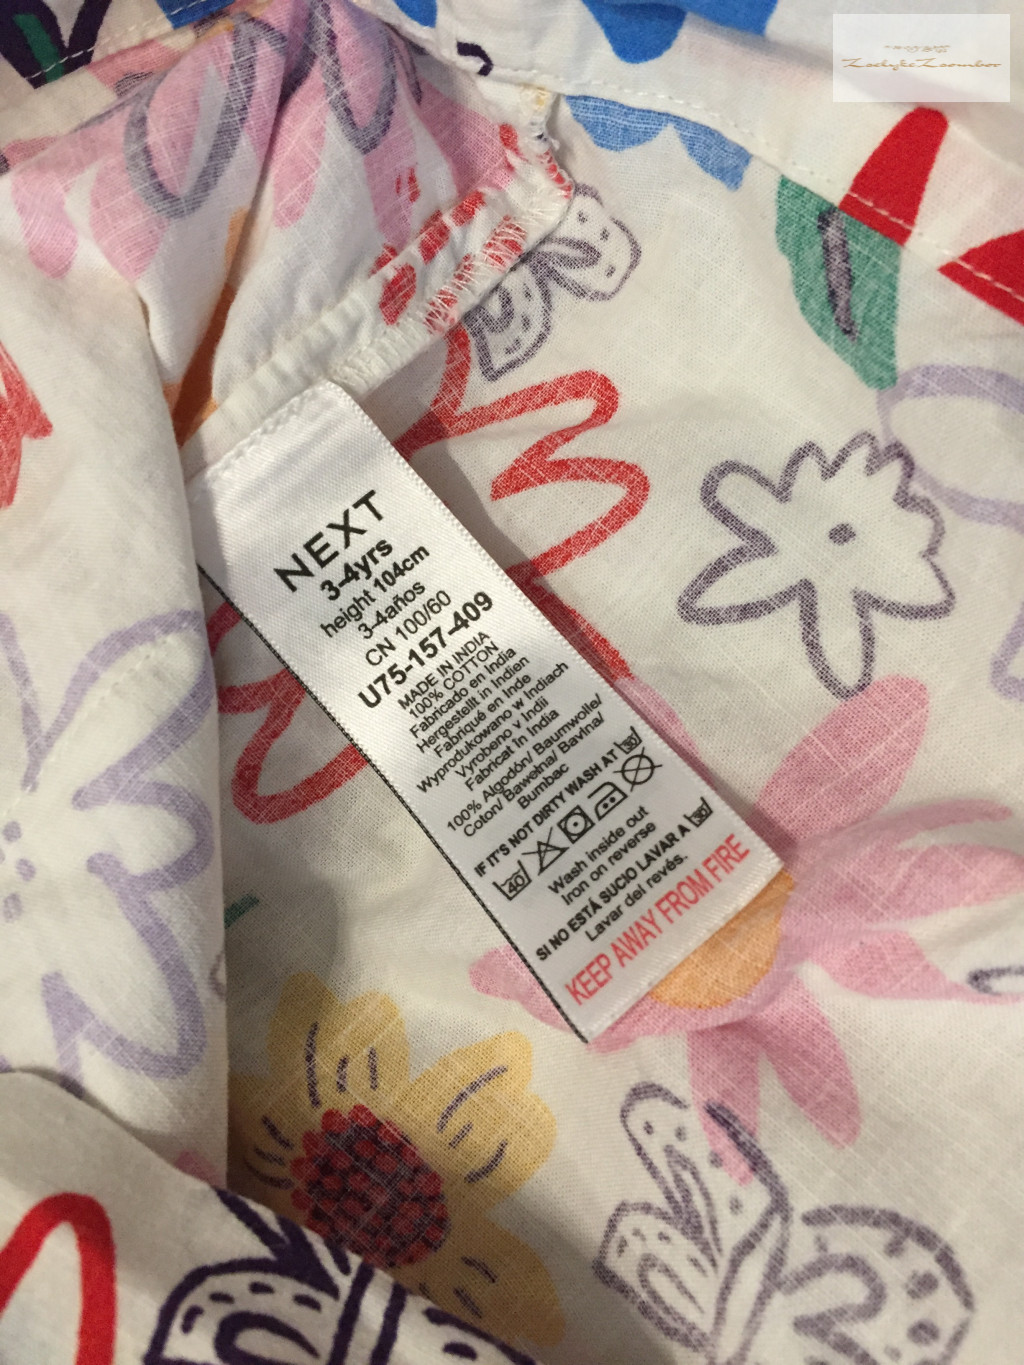 NEXT
3-4yrs
height 104cm
3-4años
CN 100/60
U75-157-409
MADE IN INDIA
100% COTTON
Fabricado en India
Hergestellt in Indien
Fabriqué en Inde
Wyprodukowano w Indiach
Vyrobeno v Indii
Fabricat în India
100% Algodón/ Baumwolle/
Coton/ Bawełna/ Bavlna/
Bumbac
IF IT'S NOT DIRTY WASH AT 30
40
Wash inside out
Iron on reverse
SI NO ESTÁ SUCIO LAVAR A 30
Lavar del revés.
KEEP AWAY FROM FIRE